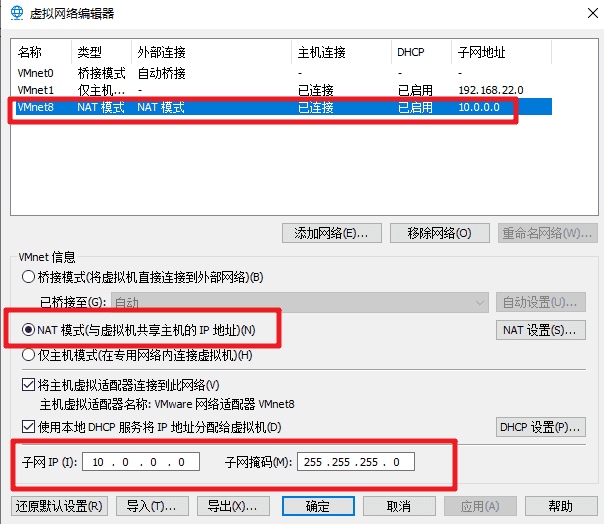 虚拟网络编辑器
名称 类型 外部连接 主机连接 DHCP 子网地址
VMnet0 桥接模式 自动桥接 - - -
VMnet1 仅主机... - 已连接 已启用 192.168.22.0
VMnet8 NAT 模式 NAT 模式 已连接 已启用 10.0.0.0
添加网络(E)... 移除网络(O) 重命名网络(W)...
VMnet 信息
桥接模式(将虚拟机直接连接到外部网络)(B)
已桥接至(G): 自动 自动设置(U)...
NAT 模式(与虚拟机共享主机的 IP 地址)(N) NAT 设置(S)...
仅主机模式(在专用网络内连接虚拟机)(H)
将主机虚拟适配器连接到此网络(V)
主机虚拟适配器名称: VMware 网络适配器 VMnet8
使用本地 DHCP 服务将 IP 地址分配给虚拟机(D) DHCP 设置(P)...
子网 IP (I): 10 . 0 . 0 . 0 子网掩码(M): 255 .255 .255 . 0
还原默认设置(R) 导入(T)... 导出(X)... 确定 取消 应用(A) 帮助